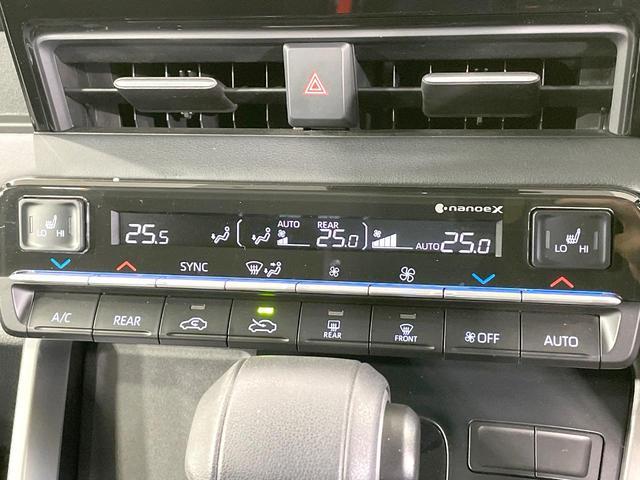 nanoeX
LO HI
25.5
AUTO
REAR
25.0
AUTO 25.0
LO HI
SYNC
A/C
REAR
REAR
FRONT
OFF
AUTO